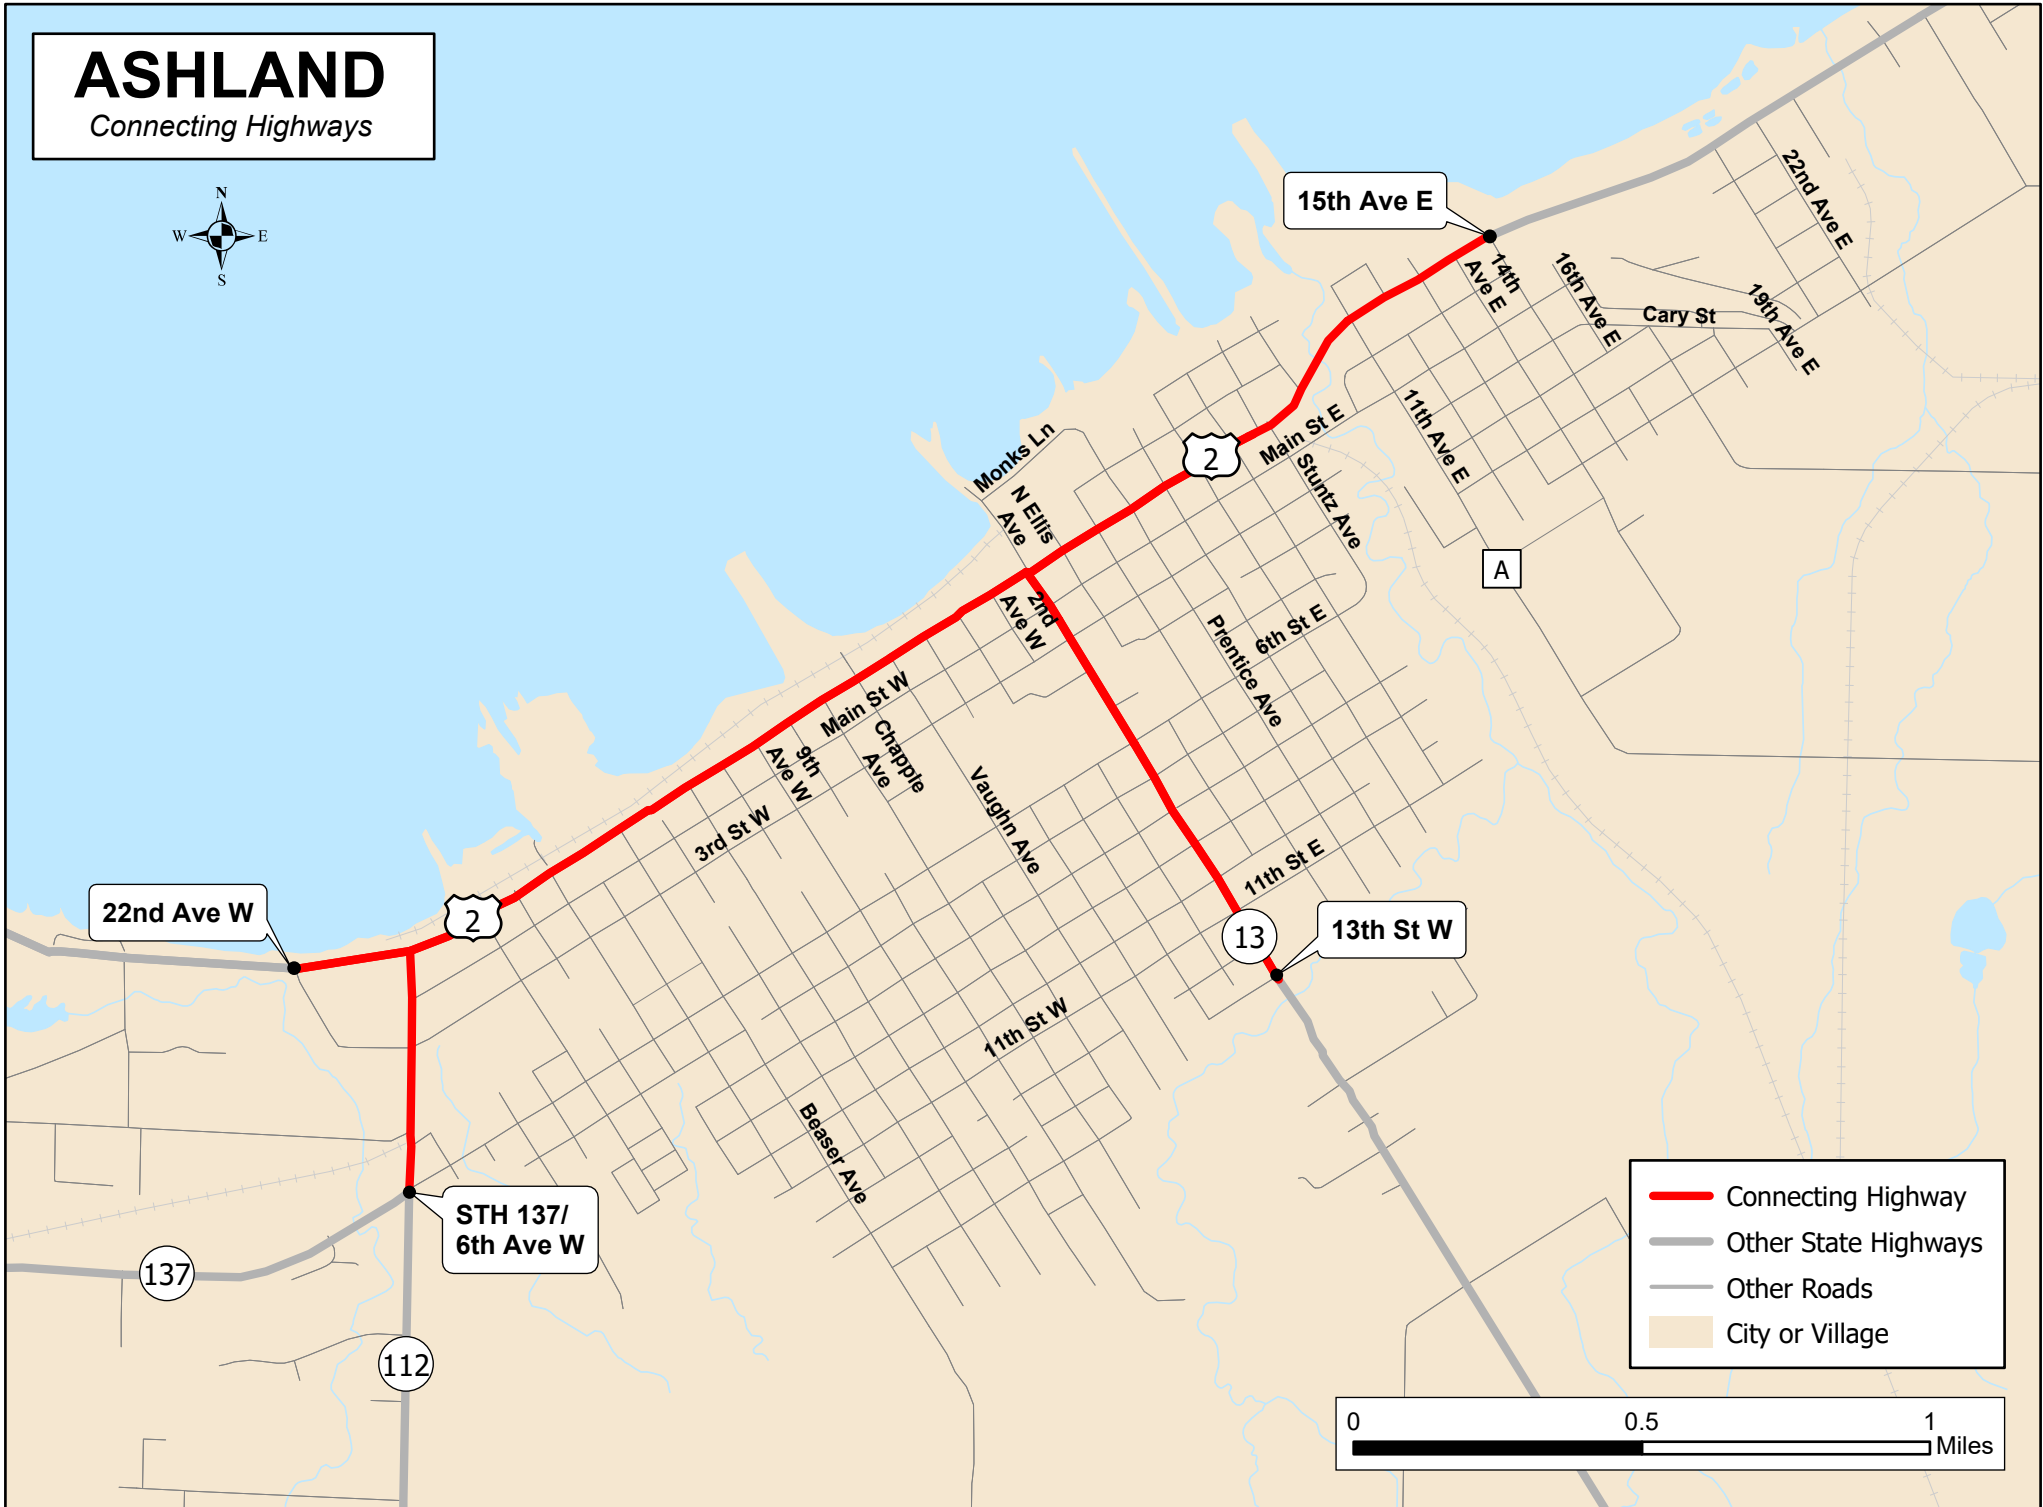 ASHLAND
Connecting Highways
N
W
E
S
15th Ave E
22nd Ave E
14th
Ave E
16th Ave E
19th Ave E
Cary St
11th Ave E
Main St E
2
Stuntz Ave
Monks Ln
N Ellis
Ave
A
2nd
Ave W
6th St E
Prentice Ave
Main St W
Chapple
Ave
9th
Ave W
Vaughn Ave
3rd St W
11th St E
22nd Ave W
2
13
13th St W
11th St W
Beaser Ave
STH 137/
6th Ave W
137
112
Connecting Highway
Other State Highways
Other Roads
City or Village
0 0.5 1
Miles